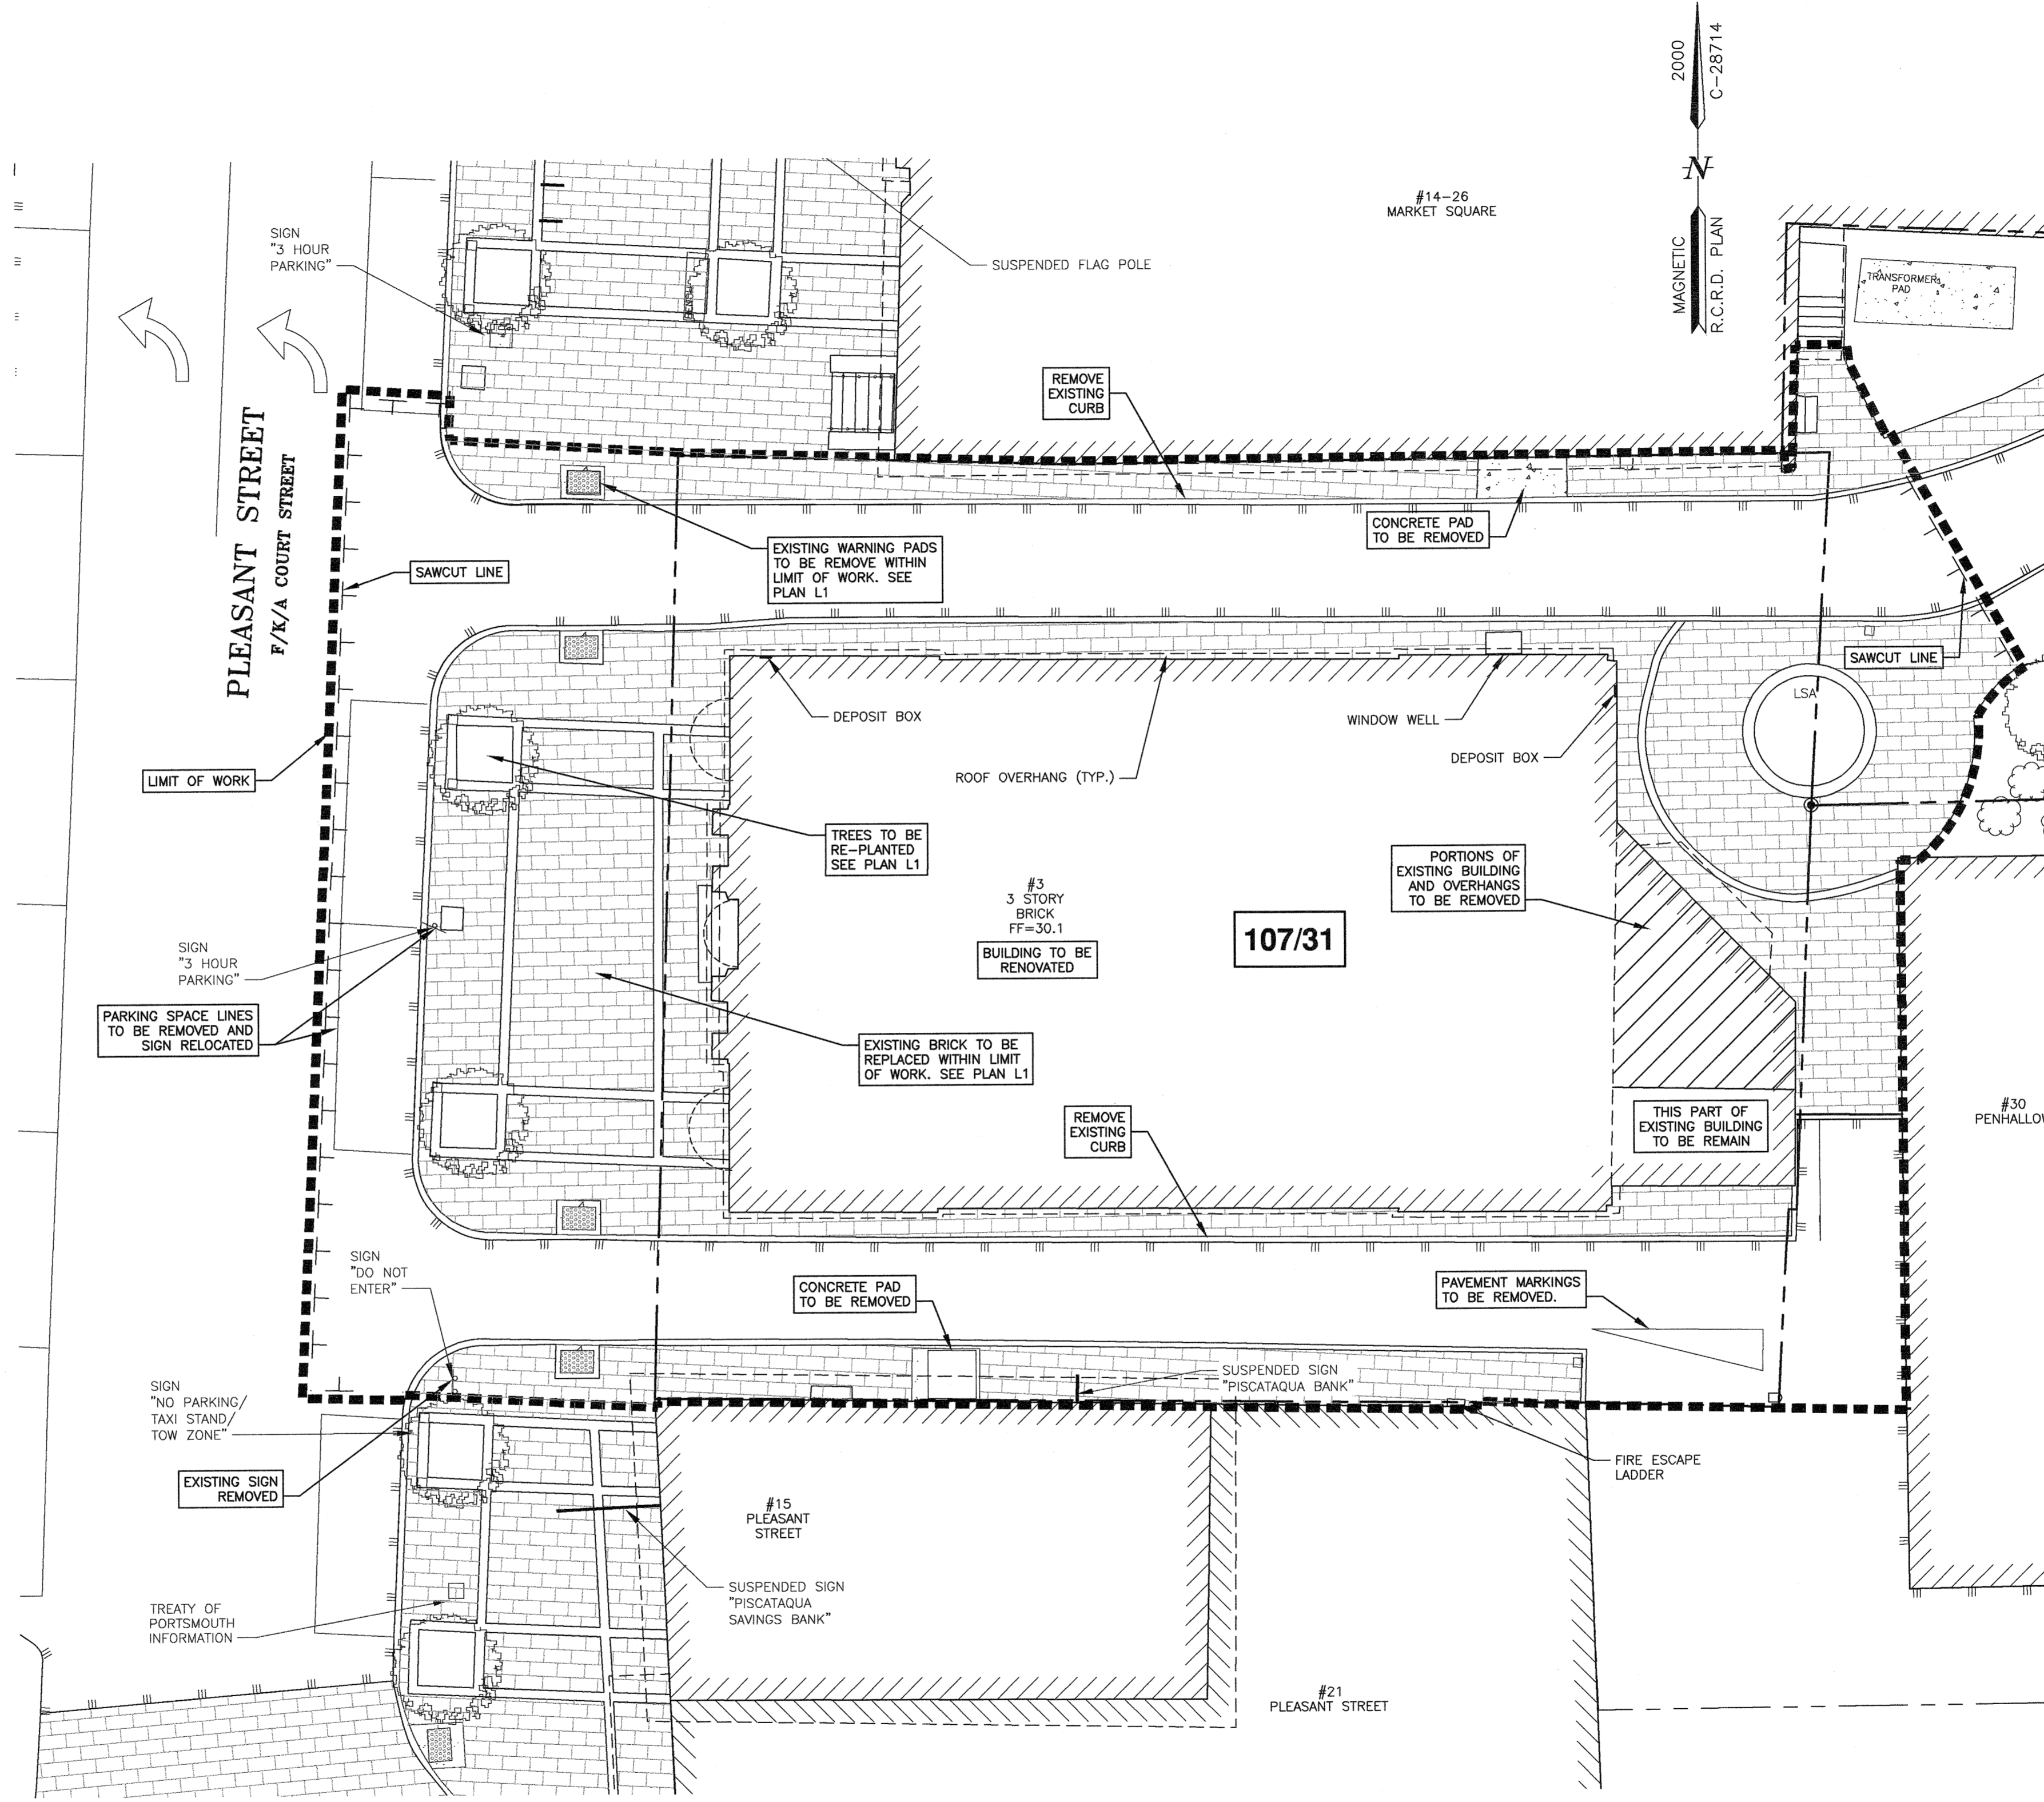 2000
C-28714
N
MAGNETIC
R.C.R.D. PLAN
#14-26
MARKET SQUARE
TRANSFORMER
PAD
SIGN
"3 HOUR
PARKING"
SUSPENDED FLAG POLE
BENCH
REMOVE
EXISTING
CURB
PLEASANT STREET
F/K/A COURT STREET
SAWCUT LINE
EXISTING WARNING PADS
TO BE REMOVE WITHIN
LIMIT OF WORK. SEE
PLAN L1
CONCRETE PAD
TO BE REMOVED
SAWCUT LINE
LSA
DEPOSIT BOX
WINDOW WELL
DEPOSIT BOX
LIMIT OF WORK
ROOF OVERHANG (TYP.)
TREES TO BE
RE-PLANTED
SEE PLAN L1
PORTIONS OF
EXISTING BUILDING
AND OVERHANGS
TO BE REMOVED
#3
3 STORY
BRICK
FF=30.1
BUILDING TO BE
RENOVATED
107/31
SIGN
"3 HOUR
PARKING"
PARKING SPACE LINES
TO BE REMOVED AND
SIGN RELOCATED
EXISTING BRICK TO BE
REPLACED WITHIN LIMIT
OF WORK. SEE PLAN L1
REMOVE
EXISTING
CURB
THIS PART OF
EXISTING BUILDING
TO BE REMAIN
#30
PENHALLOW
SIGN
"DO NOT
ENTER"
CONCRETE PAD
TO BE REMOVED
PAVEMENT MARKINGS
TO BE REMOVED.
SIGN
"NO PARKING/
TAXI STAND/
TOW ZONE"
SUSPENDED SIGN
"PISCATAQUA BANK"
EXISTING SIGN
REMOVED
FIRE ESCAPE
LADDER
#15
PLEASANT
STREET
SUSPENDED SIGN
"PISCATAQUA
SAVINGS BANK"
TREATY OF
PORTSMOUTH
INFORMATION
#21
PLEASANT STREET